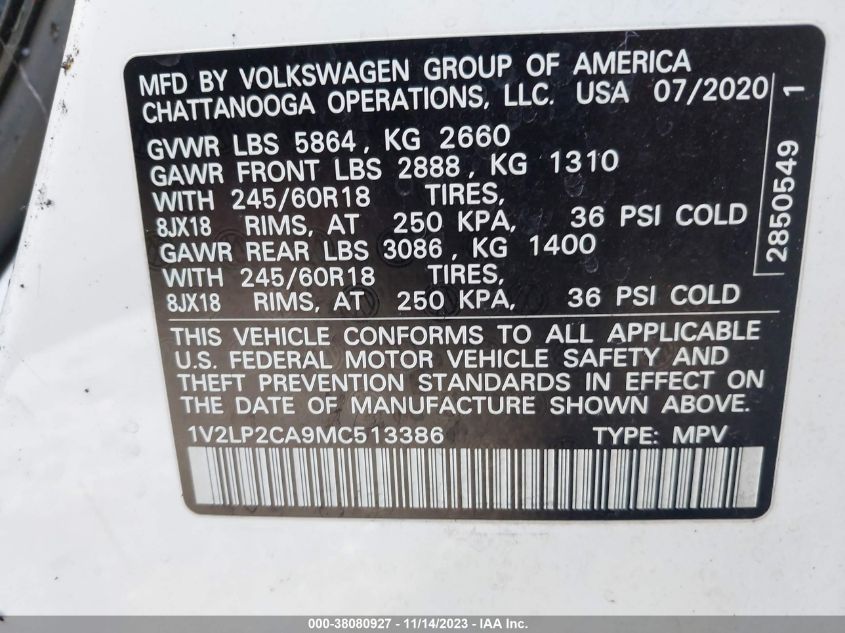 MFD BY VOLKSWAGEN GROUP OF AMERICA
CHATTANOOGA OPERATIONS, LLC. USA 07/2020
GVWR LBS 5864, KG 2660
GAWR FRONT LBS 2888, KG 1310
WITH 245/60R18 TIRES,
8JX18 RIMS, AT 250 KPA, 36 PSI COLD
GAWR REAR LBS 3086, KG 1400
WITH 245/60R18 TIRES,
8JX18 RIMS, AT 250 KPA, 36 PSI COLD
2850549 1
THIS VEHICLE CONFORMS TO ALL APPLICABLE
U.S. FEDERAL MOTOR VEHICLE SAFETY AND
THEFT PREVENTION STANDARDS IN EFFECT ON
THE DATE OF MANUFACTURE SHOWN ABOVE.
1V2LP2CA9MC513386 TYPE: MPV
000-38080927 - 11/14/2023 - IAA Inc.